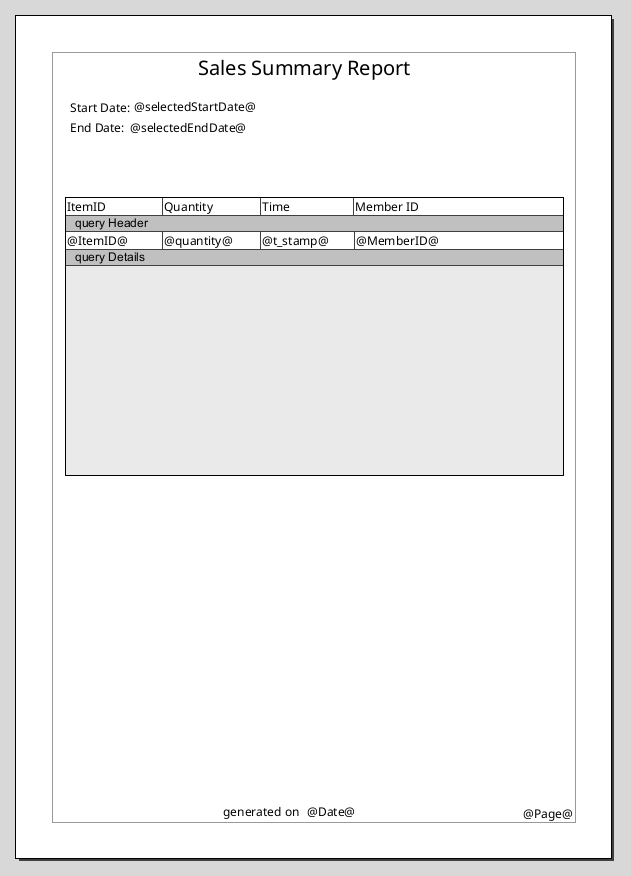 Sales Summary Report
Start Date: @selectedStartDate@
End Date: @selectedEndDate@
ItemID Quantity Time Member ID
query Header
@ItemID@ @quantity@ @t_stamp@ @MemberID@
query Details
generated on @Date@
@Page@